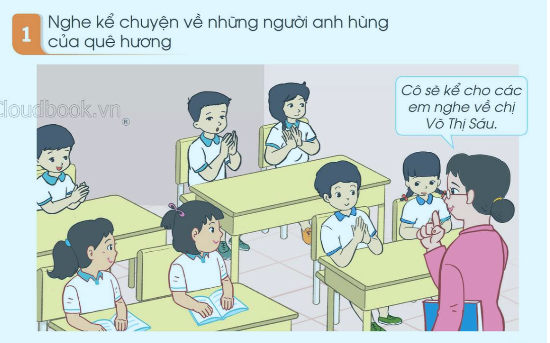 1
Nghe kể chuyện về những người anh hùng
của quê hương
cloudbook.vn
®
Cô sẽ kể cho các
em nghe về chị
Võ Thị Sáu.